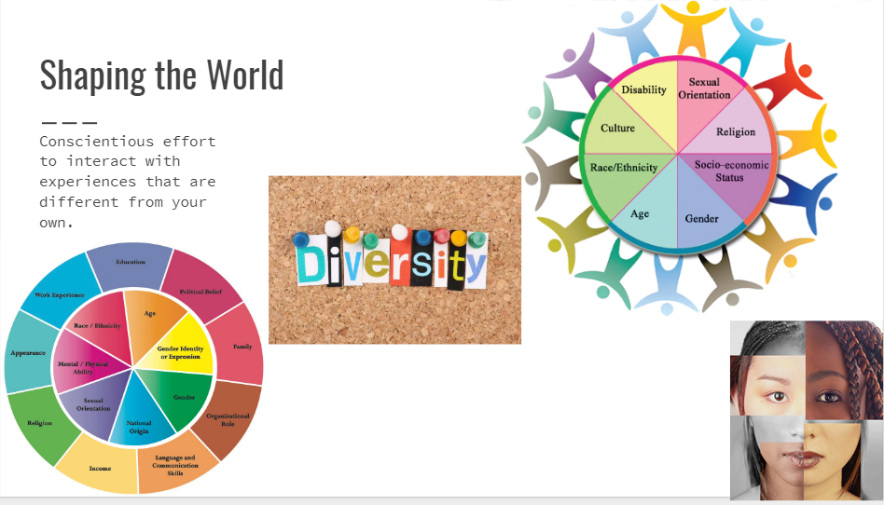 Shaping the World
Conscientious effort
to interact with
experiences that are
different from your
own.
Diversity
Disability
Sexual
Orientation
Culture
Religion
Race/Ethnicity
Socio-economic
Status
Age
Gender
Education
Work Experience
Political Belief
Race / Ethnicity
Age
Appearance
Gender Identity
or Expression
Family
Mental / Physical
Ability
Sexual
Orientation
Gender
National
Origin
Religion
Organizational
Role
Income
Language and
Communication
Skills